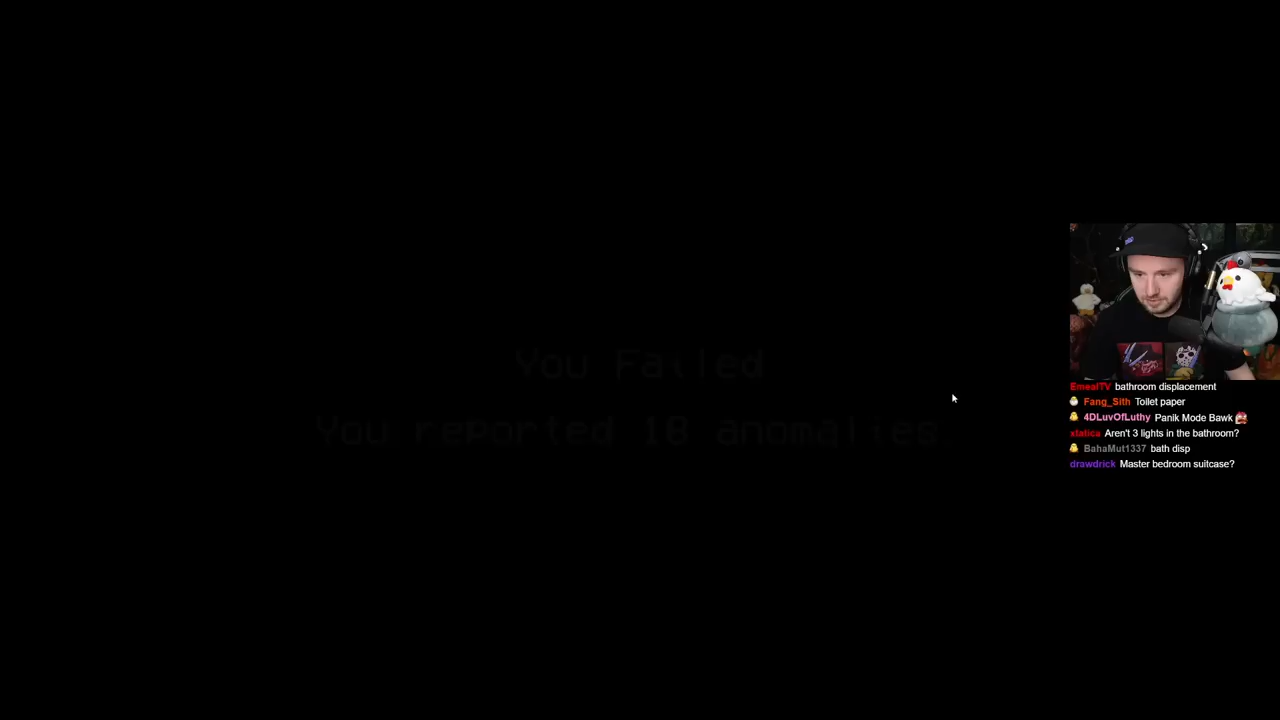 You Failed
You reported 10 anomalies.
EmealTV bathroom displacement
Fang_Sith Toilet paper
4DLuvOfLuthy Panik Mode Bawk
xtatica Aren't 3 lights in the bathroom?
BahaMut1337 bath disp
drawdrick Master bedroom suitcase?